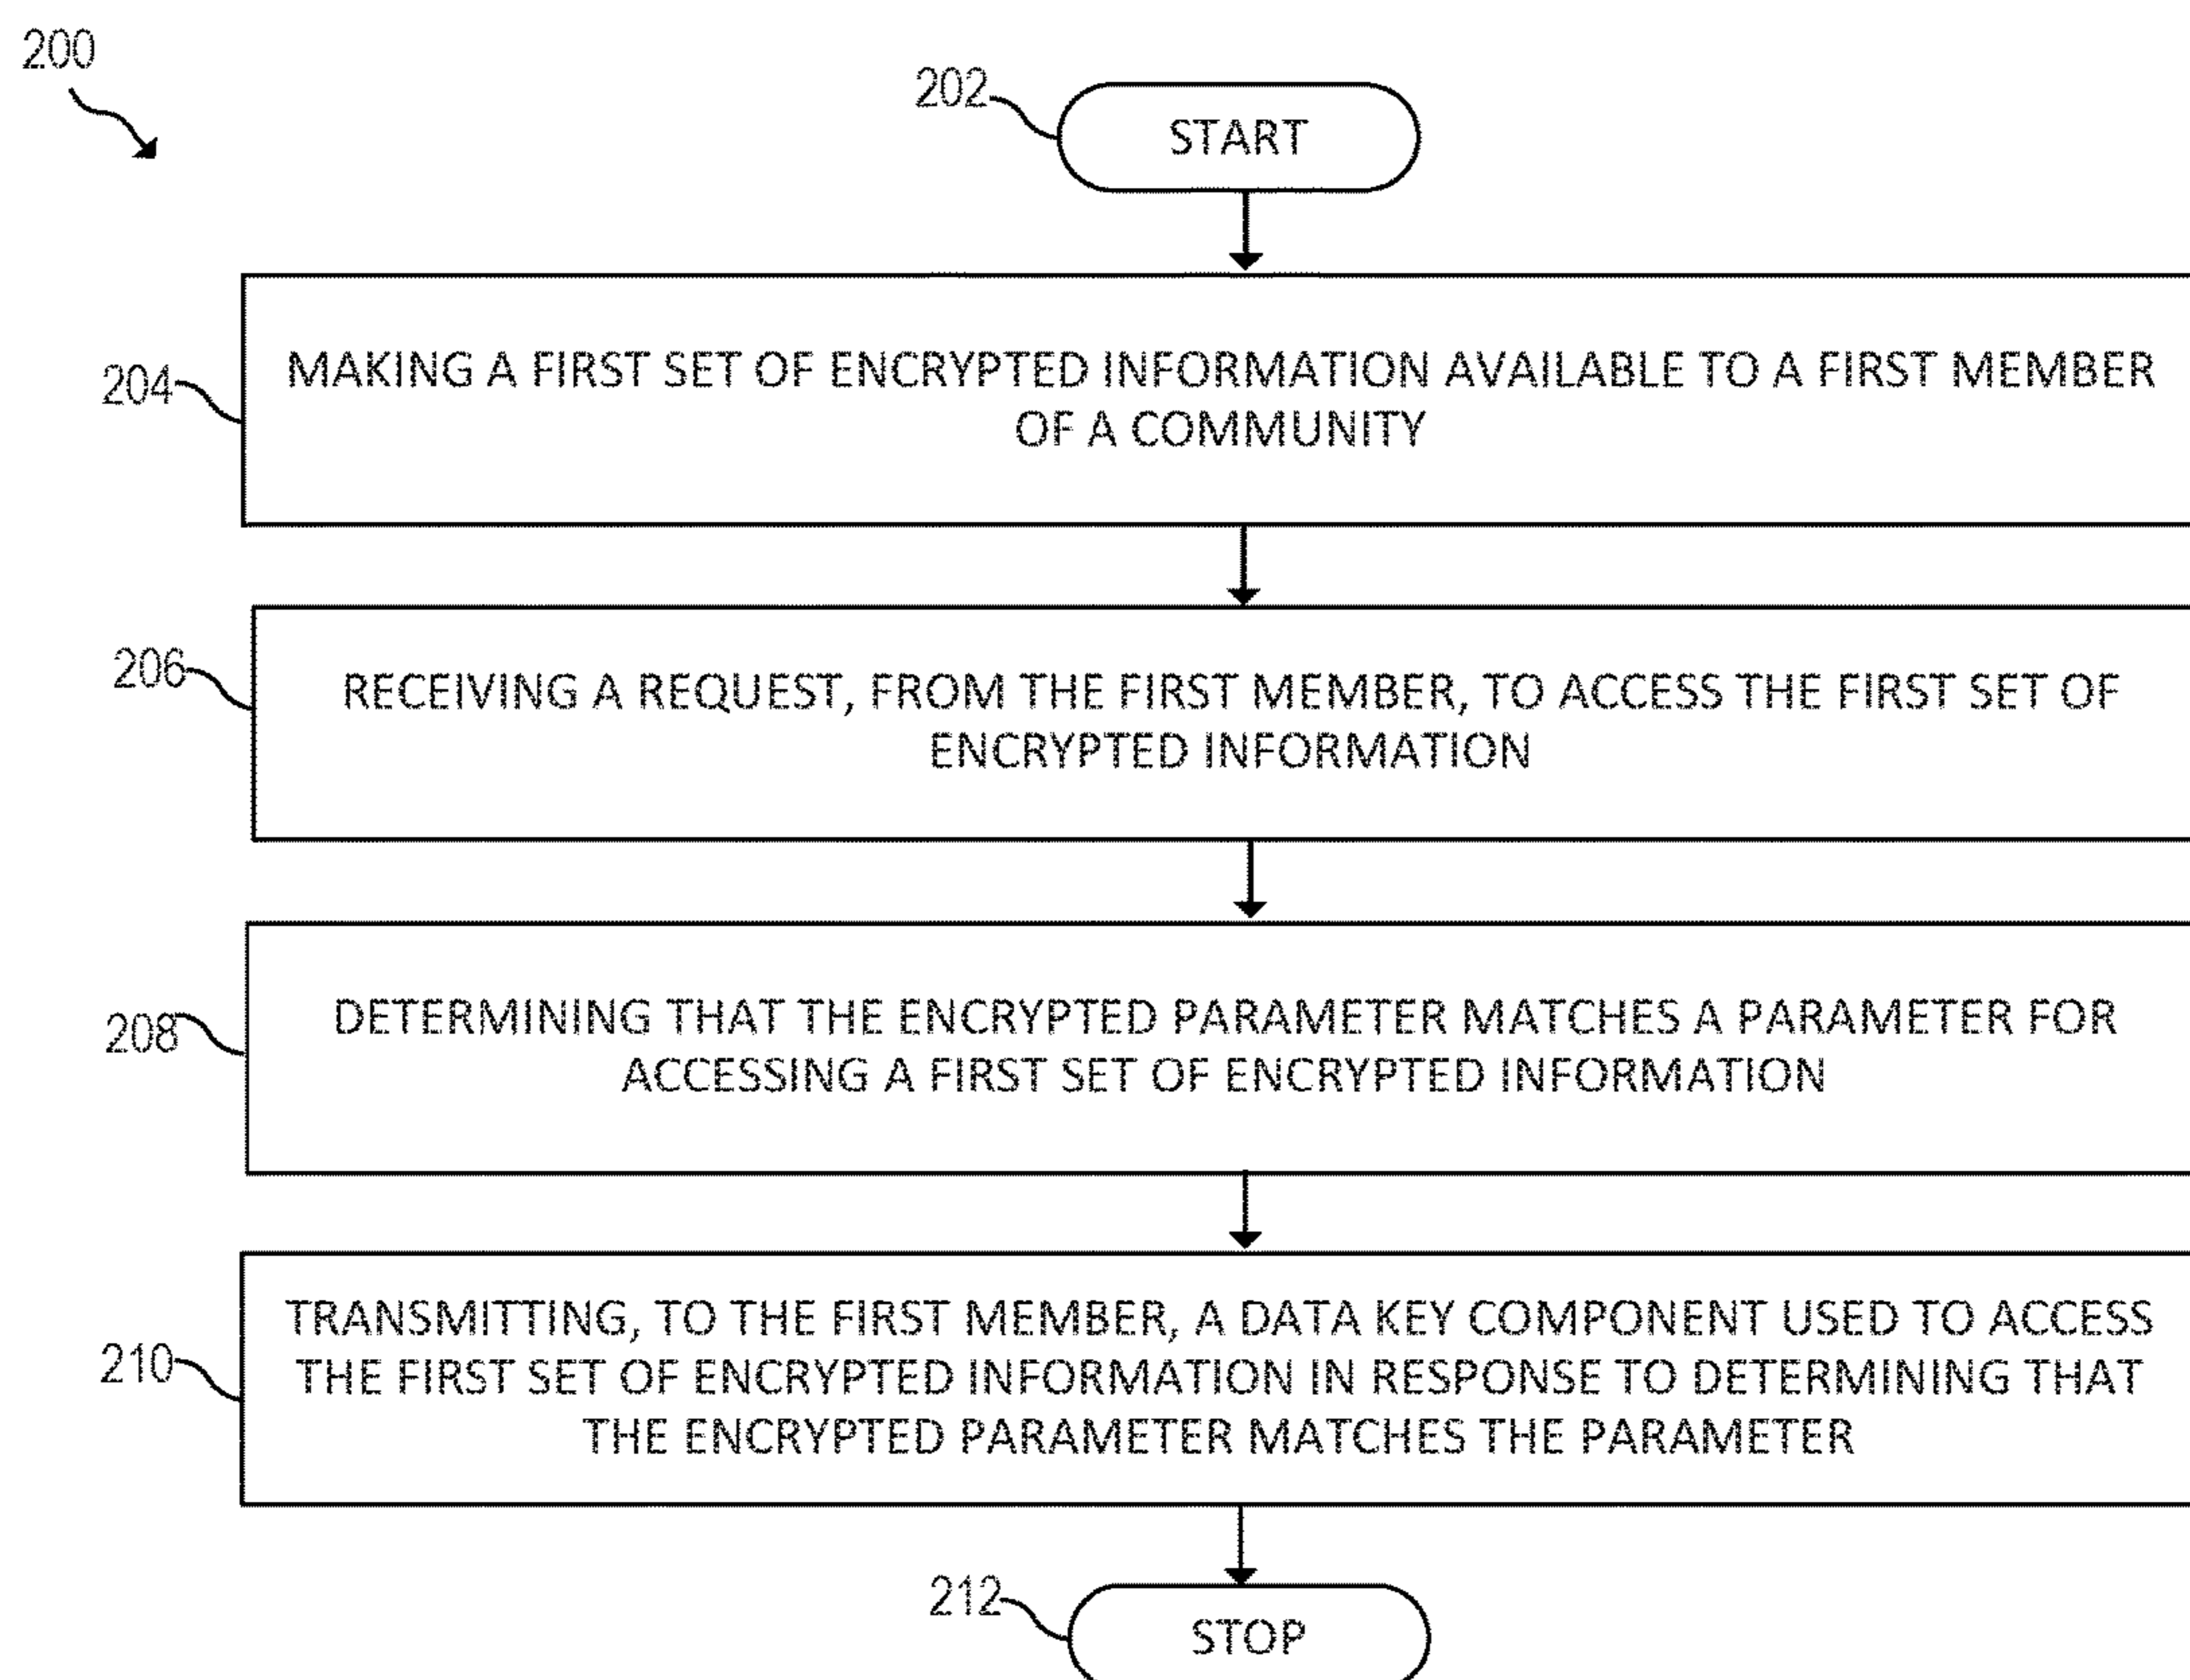 200
202
START
204
MAKING A FIRST SET OF ENCRYPTED INFORMATION AVAILABLE TO A FIRST MEMBER
OF A COMMUNITY
206
RECEIVING A REQUEST, FROM THE FIRST MEMBER, TO ACCESS THE FIRST SET OF
ENCRYPTED INFORMATION
208
DETERMINING THAT THE ENCRYPTED PARAMETER MATCHES A PARAMETER FOR
ACCESSING A FIRST SET OF ENCRYPTED INFORMATION
210
TRANSMITTING, TO THE FIRST MEMBER, A DATA KEY COMPONENT USED TO ACCESS
THE FIRST SET OF ENCRYPTED INFORMATION IN RESPONSE TO DETERMINING THAT
THE ENCRYPTED PARAMETER MATCHES THE PARAMETER
212
STOP